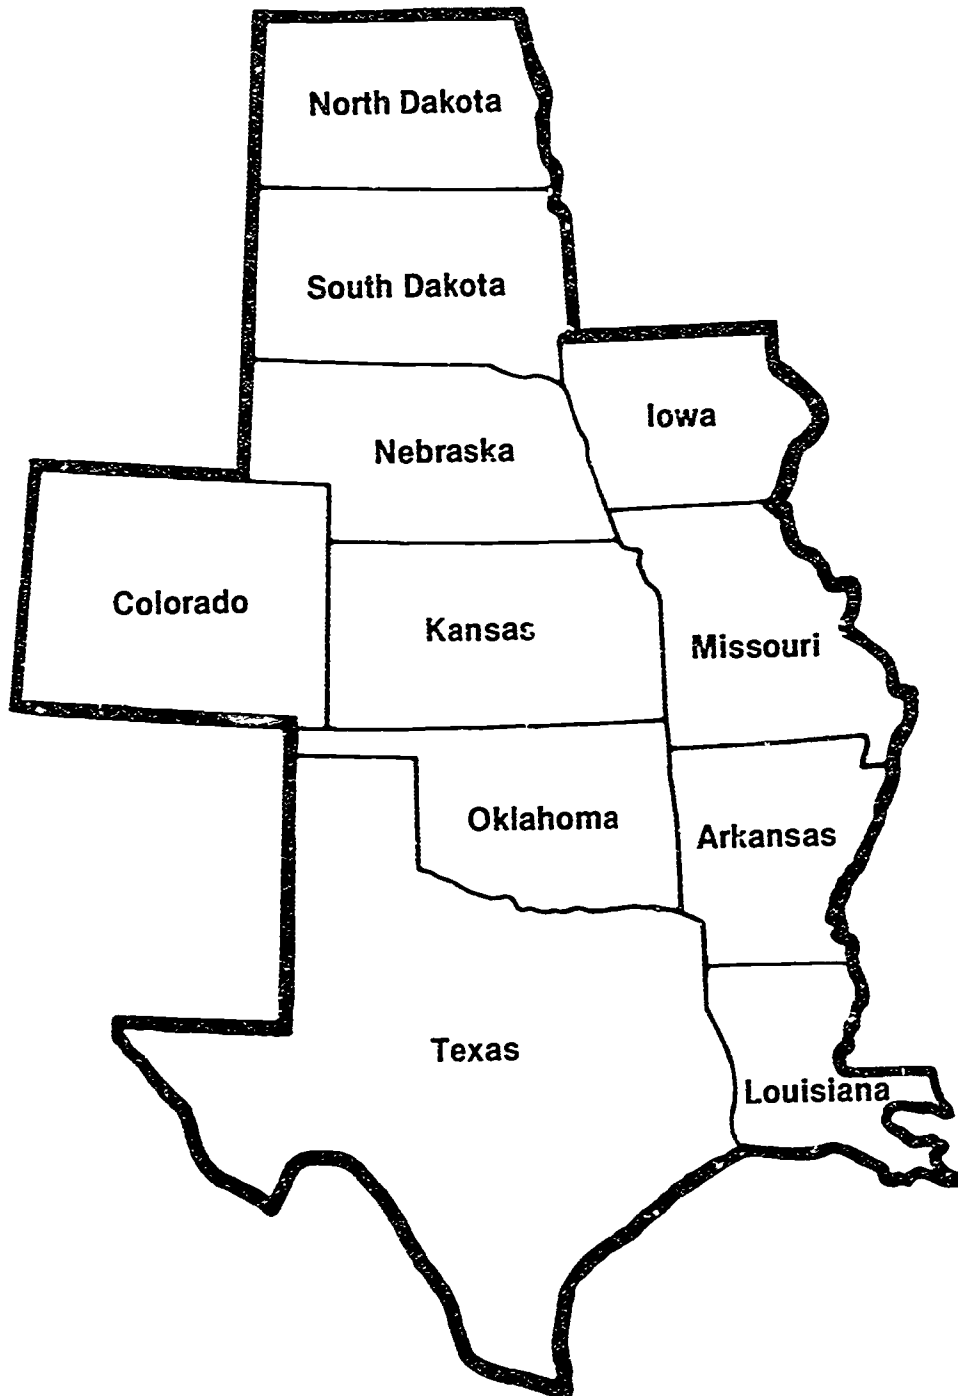 North Dakota
South Dakota
Iowa
Nebraska
Colorado
Kansas
Missouri
Oklahoma
Arkansas
Texas
Louisiana